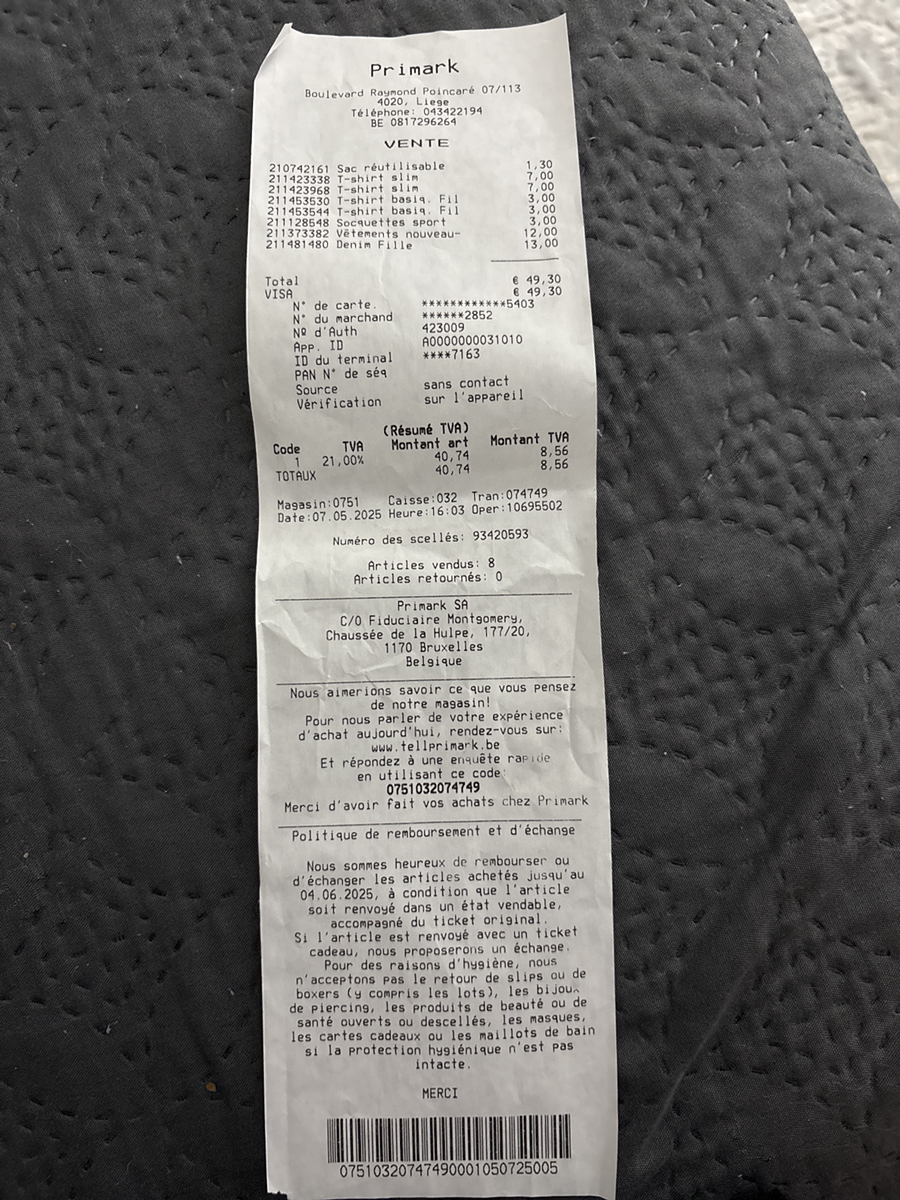 Primark
Boulevard Raymond Poincaré 07/113
4020, Liege
Téléphone: 043422194
BE 0817296264
VENTE
210742161 Sac réutilisable 1,30
211423338 T-shirt slim 7,00
211423968 T-shirt slim 7,00
211453530 T-shirt basiq. Fil 3,00
211453544 T-shirt basiq. Fil 3,00
211128548 Socquettes sport 3,00
211373382 Vêtements nouveau- 12,00
211481480 Denim Fille 13,00
Total € 49,30
VISA € 49,30
N° de carte. ************5403
N° du marchand ******2852
Nº d'Auth 423009
App. ID A0000000031010
ID du terminal ****7163
PAN N° de séq
Source sans contact
Vérification sur l'appareil
(Résumé TVA)
Code TVA Montant art Montant TVA
1 21,00% 40,74 8,56
TOTAUX 40,74 8,56
Magasin:0751 Caisse:032 Tran:074749
Date:07.05.2025 Heure:16:03 Oper:10695502
Numéro des scellés: 93420593
Articles vendus: 8
Articles retournés: 0
Primark SA
C/O Fiduciaire Montgomery,
Chaussée de la Hulpe, 177/20,
1170 Bruxelles
Belgique
Nous aimerions savoir ce que vous pensez
de notre magasin!
Pour nous parler de votre expérience
d'achat aujourd'hui, rendez-vous sur:
www.tellprimark.be
Et répondez à une enquête rapide
en utilisant ce code:
0751032074749
Merci d'avoir fait vos achats chez Primark
Politique de remboursement et d'échange
Nous sommes heureux de rembourser ou
d'échanger les articles achetés jusqu'au
04.06.2025, à condition que l'article
soit renvoyé dans un état vendable,
accompagné du ticket original.
Si l'article est renvoyé avec un ticket
cadeau, nous proposerons un échange.
Pour des raisons d'hygiène, nous
n'acceptons pas le retour de slips ou de
boxers (y compris les lots), les bijoux
de piercing, les produits de beauté ou de
santé ouverts ou descellés, les masques,
les cartes cadeaux ou les maillots de bain
si la protection hygiénique n'est pas
intacte.
MERCI
07510320747490001050725005